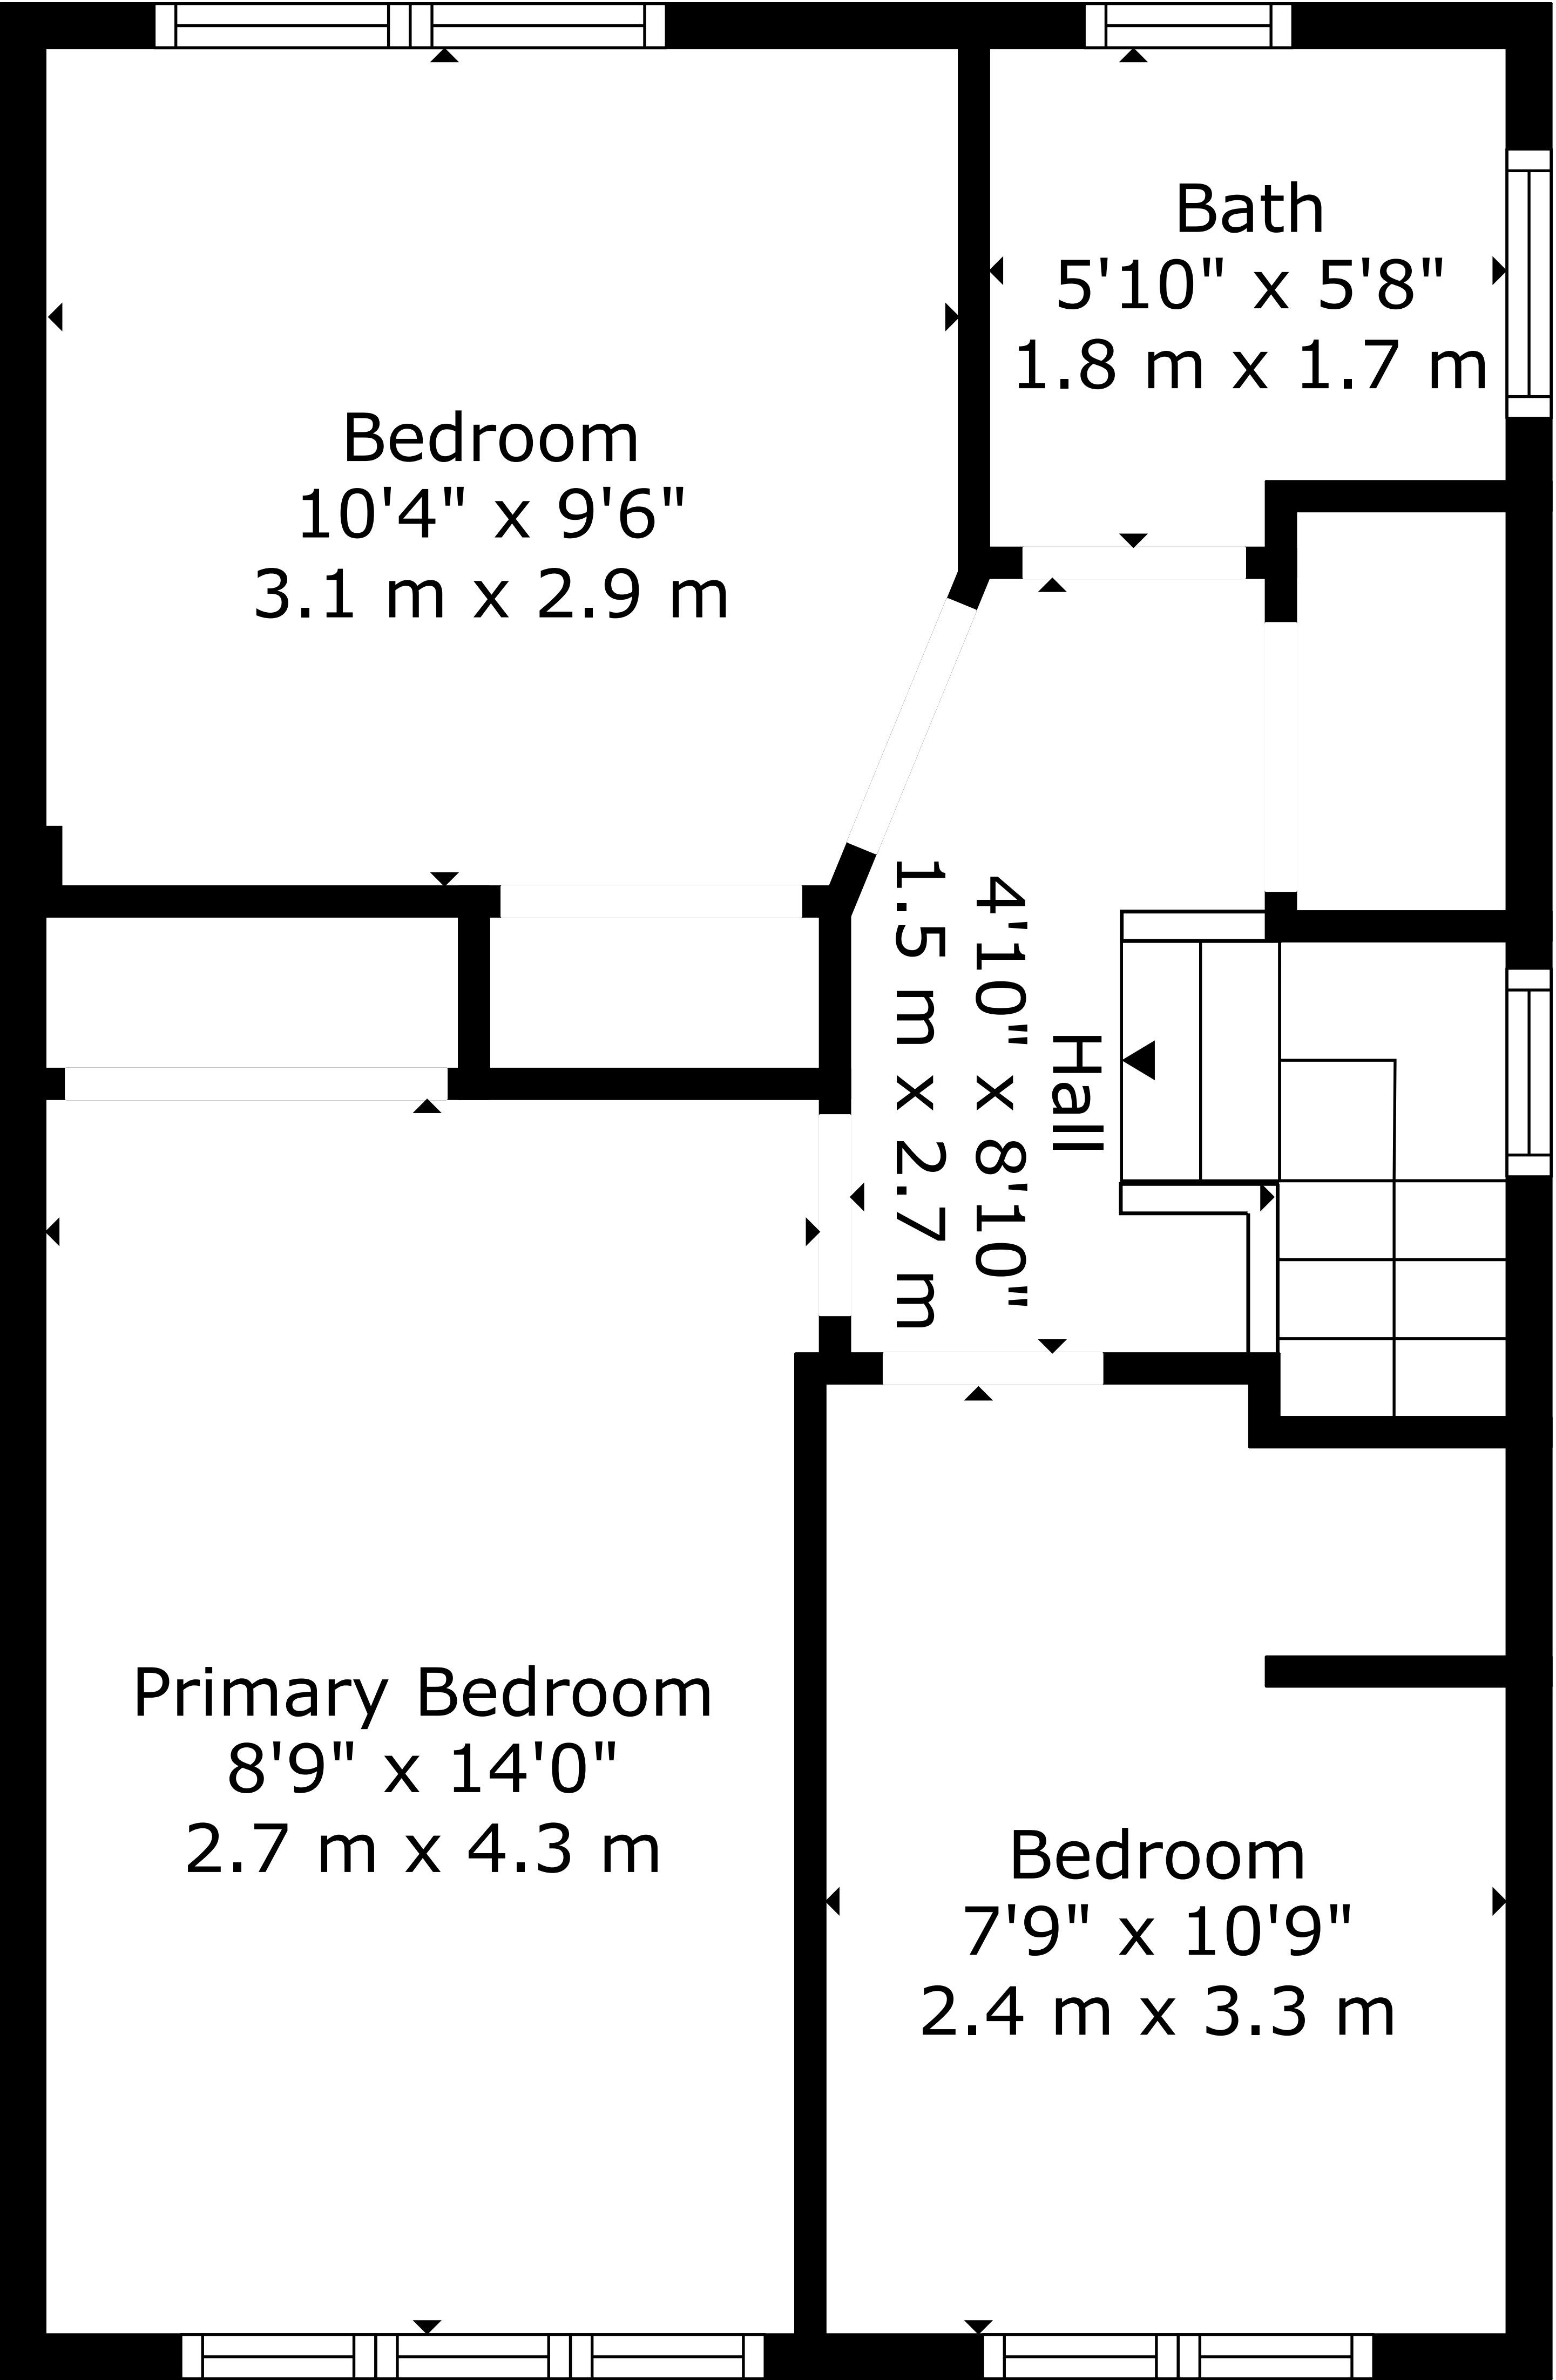 Bath
5'10" x 5'8"
1.8 m x 1.7 m
Bedroom
10'4" x 9'6"
3.1 m x 2.9 m
Hall
4'10" x 8'10"
1.5 m x 2.7 m
Primary Bedroom
8'9" x 14'0"
2.7 m x 4.3 m
Bedroom
7'9" x 10'9"
2.4 m x 3.3 m